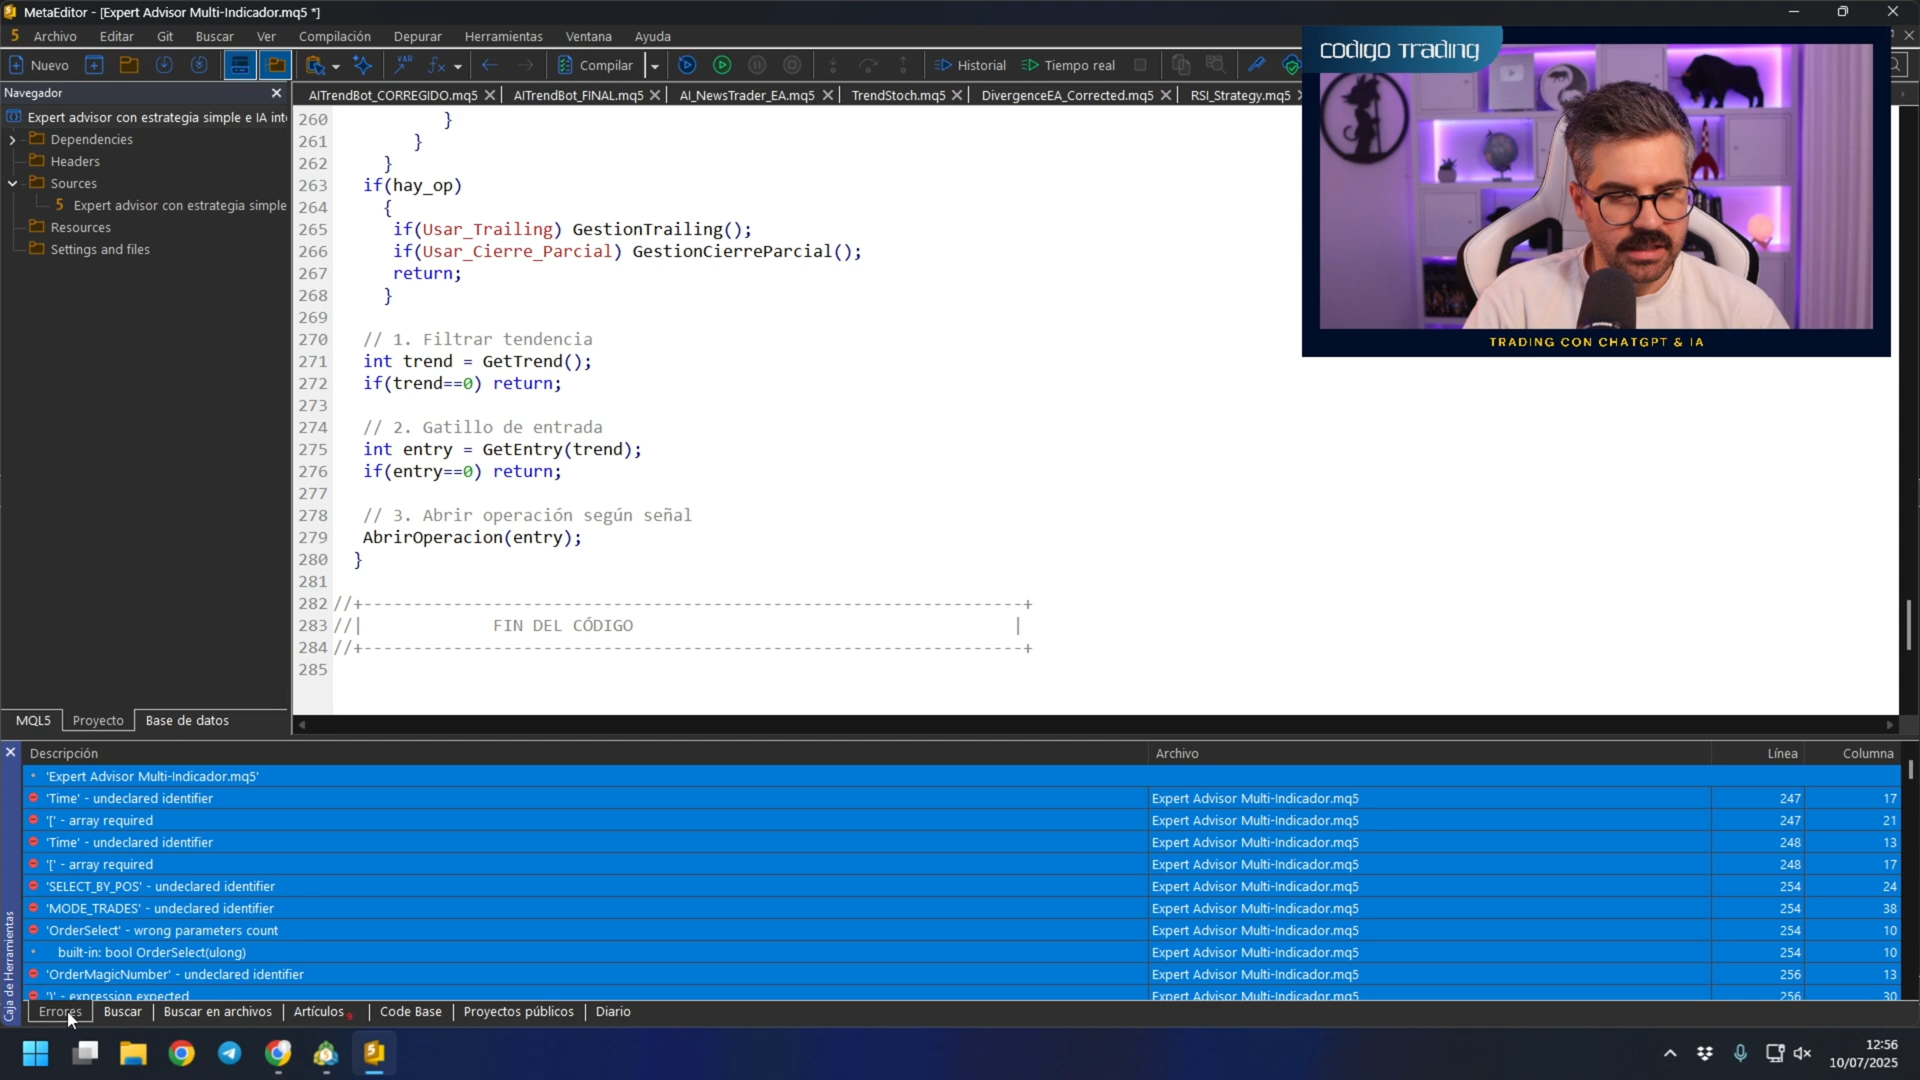 MetaEditor - [Expert Advisor Multi-Indicador.mq5 *]
5 Archivo Editar Git Buscar Ver Compilación Depurar Herramientas Ventana Ayuda
Nuevo Compilar Historial Tiempo real
Navegador
AITrendBot_CORREGIDO.mq5 AITrendBot_FINAL.mq5 AI_NewsTrader_EA.mq5 TrendStoch.mq5 DivergenceEA_Corrected.mq5 RSI_Strategy.mq5
Expert advisor con estrategia simple e IA int
Dependencies
Headers
Sources
5 Expert advisor con estrategia simple
Resources
Settings and files
MQL5 Proyecto Base de datos
260 }
261 }
262 }
263 if(hay_op)
264 {
265 if(Usar_Trailing) GestionTrailing();
266 if(Usar_Cierre_Parcial) GestionCierreParcial();
267 return;
268 }
269
270 // 1. Filtrar tendencia
271 int trend = GetTrend();
272 if(trend==0) return;
273
274 // 2. Gatillo de entrada
275 int entry = GetEntry(trend);
276 if(entry==0) return;
277
278 // 3. Abrir operación según señal
279 AbrirOperacion(entry);
280 }
281
282 //+------------------------------------------------------------------+
283 //| FIN DEL CÓDIGO |
284 //+------------------------------------------------------------------+
285
codigo Trading
TRADING CON CHATGPT & IA
Descripción Archivo Línea Columna
'Expert Advisor Multi-Indicador.mq5'
'Time' - undeclared identifier Expert Advisor Multi-Indicador.mq5 247 17
'[' - array required Expert Advisor Multi-Indicador.mq5 247 21
'Time' - undeclared identifier Expert Advisor Multi-Indicador.mq5 248 13
'[' - array required Expert Advisor Multi-Indicador.mq5 248 17
'SELECT_BY_POS' - undeclared identifier Expert Advisor Multi-Indicador.mq5 254 24
'MODE_TRADES' - undeclared identifier Expert Advisor Multi-Indicador.mq5 254 38
'OrderSelect' - wrong parameters count Expert Advisor Multi-Indicador.mq5 254 10
built-in: bool OrderSelect(ulong) Expert Advisor Multi-Indicador.mq5 254 10
'OrderMagicNumber' - undeclared identifier Expert Advisor Multi-Indicador.mq5 256 13
')' - expression expected Expert Advisor Multi-Indicador.mq5 256 30
Caja de Herramientas
Errores Buscar Buscar en archivos Artículos 9 Code Base Proyectos públicos Diario
12:56
10/07/2025